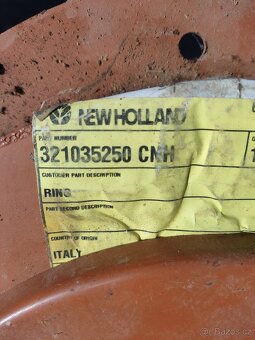 NEW HOLLAND
PART NUMBER
321035250 CNH
CUSTOMER PART DESCRIPTION
RING
PART SECOND DESCRIPTION
COUNTRY OF ORIGIN
ITALY